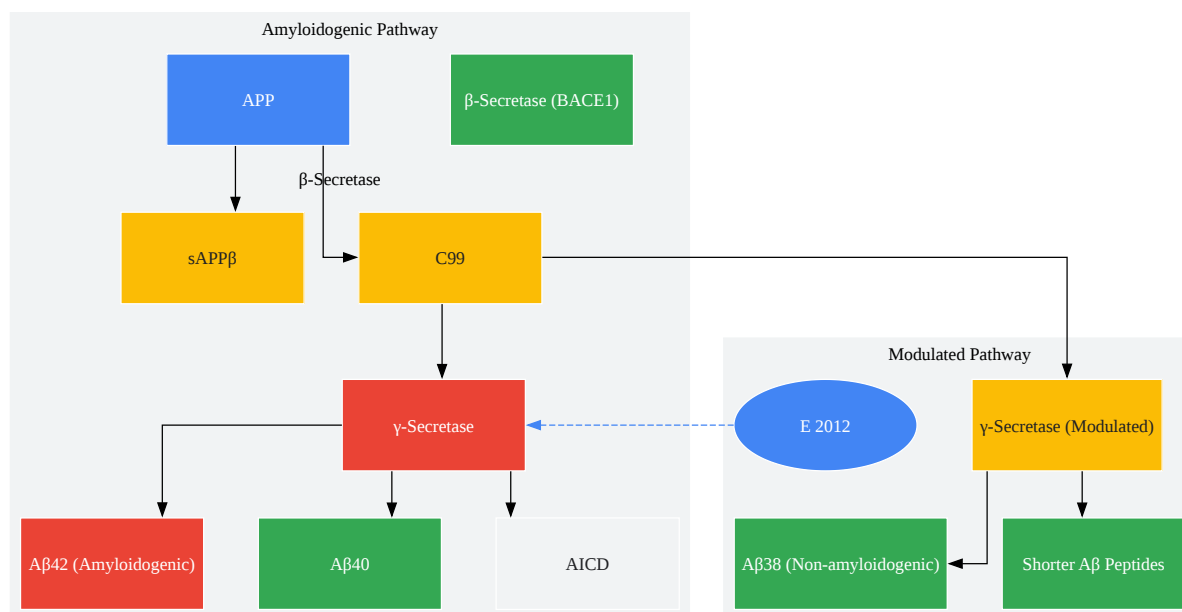 Amyloidogenic Pathway
APP
β-Secretase (BACE1)
β-Secretase
sAPPβ
C99
Modulated Pathway
γ-Secretase
E 2012
γ-Secretase (Modulated)
Aβ42 (Amyloidogenic)
Aβ40
AICD
Aβ38 (Non-amyloidogenic)
Shorter Aβ Peptides